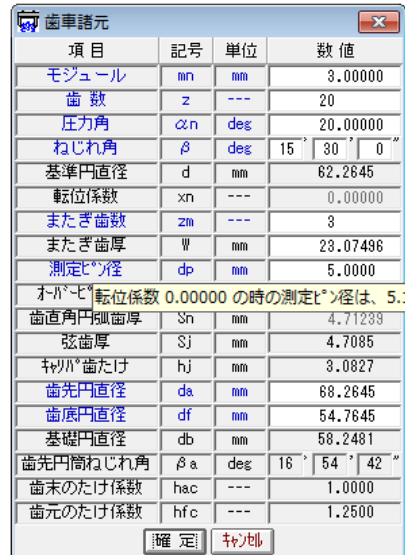 歯車諸元
項目 記号 単位 数値
モジュール mn mm 3.00000
歯数 z --- 20
圧力角 αn deg 20.00000
ねじれ角 β deg 15 ° 30 ' 0 "
基準円直径 d mm 62.2645
転位係数 xn --- 0.00000
またぎ歯数 zm --- 3
またぎ歯厚 W mm 23.07496
測定ピン径 dp mm 5.0000
オーバーピ
転位係数 0.00000 の時の測定ピン径は、5.
歯直角円弧歯厚 Sn mm 4.71239
弦歯厚 Sj mm 4.7085
キャリパ歯たけ hj mm 3.0827
歯先円直径 da mm 68.2645
歯底円直径 df mm 54.7645
基礎円直径 db mm 58.2481
歯先円筒ねじれ角 βa deg 16 ° 54 ' 42 "
歯末のたけ係数 hac --- 1.0000
歯元のたけ係数 hfc --- 1.2500
確定 キャンセル